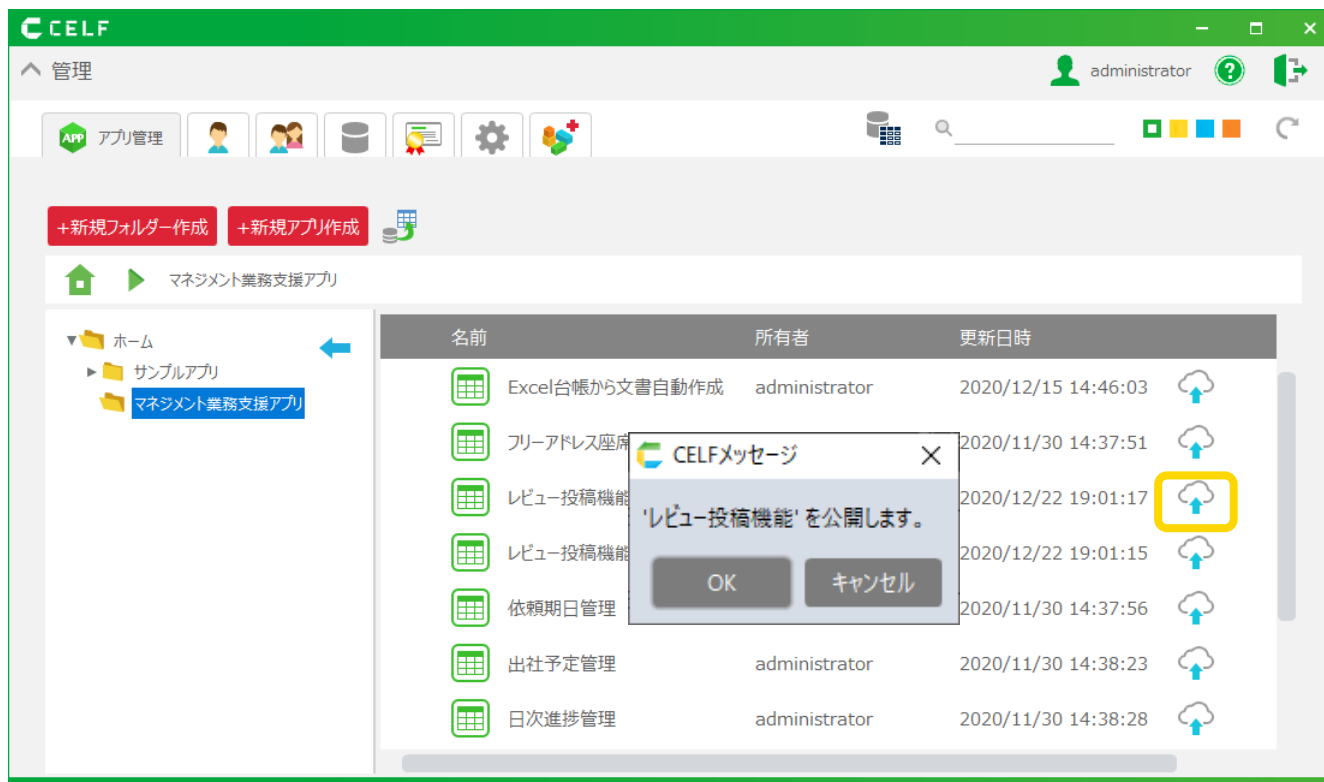 CELF
管理
administrator
APP アプリ管理
+新規フォルダー作成 +新規アプリ作成
マネジメント業務支援アプリ
ホーム
サンプルアプリ
マネジメント業務支援アプリ
名前 所有者 更新日時
Excel台帳から文書自動作成 administrator 2020/12/15 14:46:03
フリーアドレス座席 2020/11/30 14:37:51
レビュー投稿機能 2020/12/22 19:01:17
レビュー投稿機能 2020/12/22 19:01:15
依頼期日管理 2020/11/30 14:37:56
出社予定管理 administrator 2020/11/30 14:38:23
日次進捗管理 administrator 2020/11/30 14:38:28
CELFメッセージ
'レビュー投稿機能' を公開します。
OK キャンセル